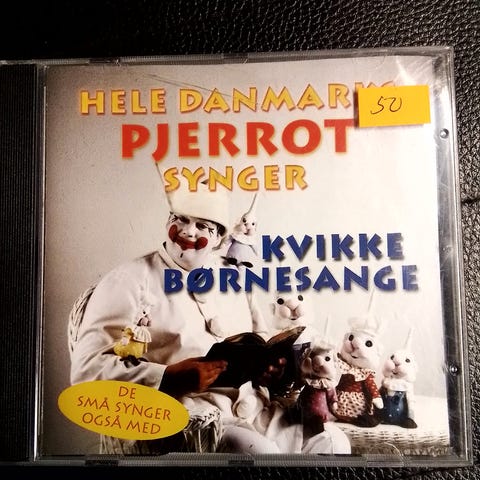 HELE DANMARKS
50
PJERROT
SYNGER
KVIKKE
BØRNESANGE
DE
SMÅ SYNGER
OGSÅ MED